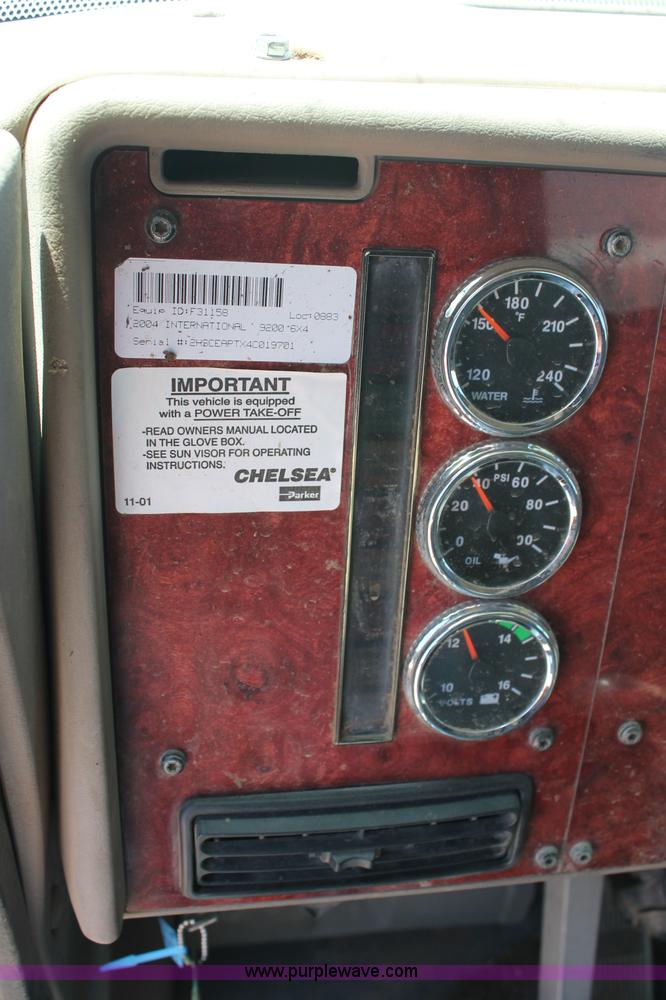 Equip ID:F31158 Loc:0883
2004 INTERNATIONAL 9200 6X4
Serial #:2HSCEAPTX4C019701
IMPORTANT
This vehicle is equipped
with a POWER TAKE-OFF
-READ OWNERS MANUAL LOCATED
IN THE GLOVE BOX.
-SEE SUN VISOR FOR OPERATING
INSTRUCTIONS.
CHELSEA®
Parker
11-01
180
°F
150 210
120 240
WATER
40 PSI 60
20 80
0 00
OIL
12 14
10 16
VOLTS
www.purplewave.com